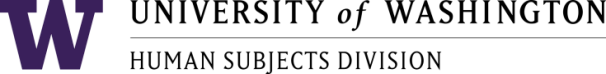 W
UNIVERSITY of WASHINGTON
HUMAN SUBJECTS DIVISION